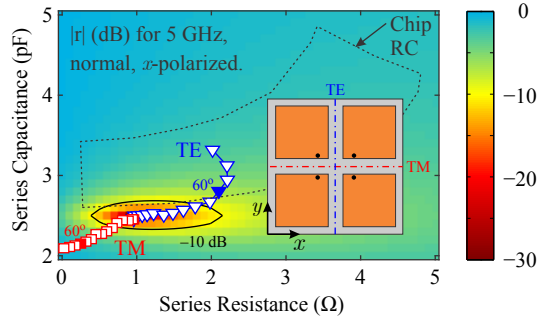 |r| (dB) for 5 GHz,
normal, x-polarized.
Chip
RC
TE
60°
60°
TM
−10 dB
TE
TM
y
x
Series Capacitance (pF)
5
4
3
2
0 1 2 3 4 5
Series Resistance (Ω)
0
−10
−20
−30